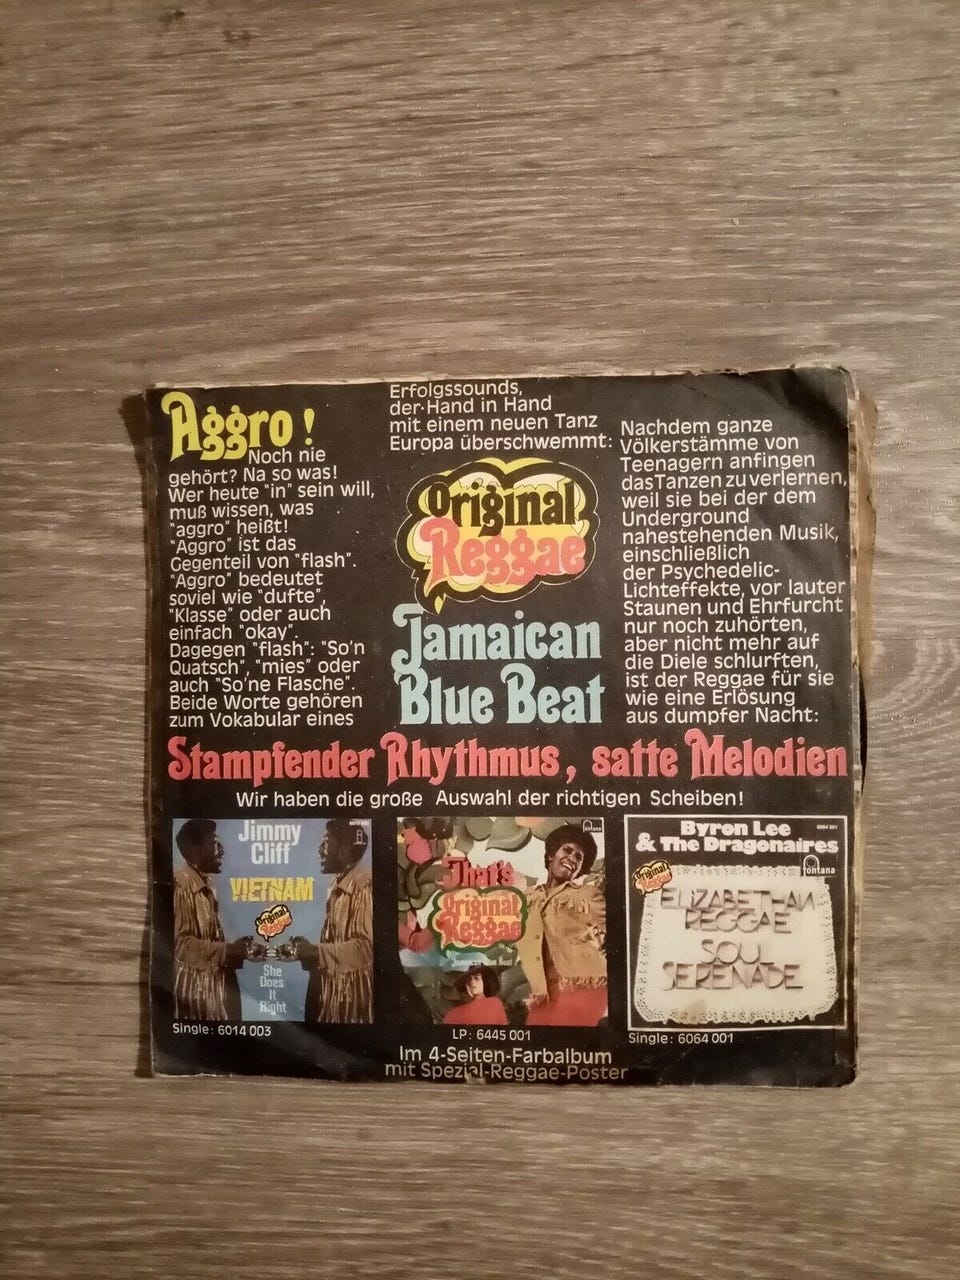 Aggro!
Noch nie
gehört? Na so was!
Wer heute "in" sein will,
muß wissen, was
"aggro" heißt!
"Aggro" ist das
Gegenteil von "flash".
"Aggro" bedeutet
soviel wie "dufte",
"Klasse" oder auch
einfach "okay".
Dagegen "flash": "So'n
Quatsch", "mies" oder
auch "So'ne Flasche".
Beide Worte gehören
zum Vokabular eines
Erfolgssounds,
der Hand in Hand
mit einem neuen Tanz
Europa überschwemmt:
Original
Reggae
Jamaican
Blue Beat
Nachdem ganze
Völkerstämme von
Teenagern anfingen
das Tanzen zu verlernen,
weil sie bei der dem
Underground
nahestehenden Musik,
einschließlich
der Psychedelic-
Lichteffekte, vor lauter
Staunen und Ehrfurcht
nur noch zuhörten,
aber nicht mehr auf
die Diele schlurften,
ist der Reggae für sie
wie eine Erlösung
aus dumpfer Nacht:
Stampfender Rhythmus, satte Melodien
Wir haben die große Auswahl der richtigen Scheiben!
Jimmy
Cliff
VIETNAM
Original
Reggae
She
Does
It
Right
Single: 6014 003
fontana
That's
Original
Reggae
Jamaican Blue Beat
LP: 6445 001
Im 4-Seiten-Farbalbum
mit Spezial-Reggae-Poster
Byron Lee
& The Dragonaires
6064 001
fontana
Original
Reggae
ELIZABETHAN
REGGAE
SOUL
SERENADE
Single: 6064 001